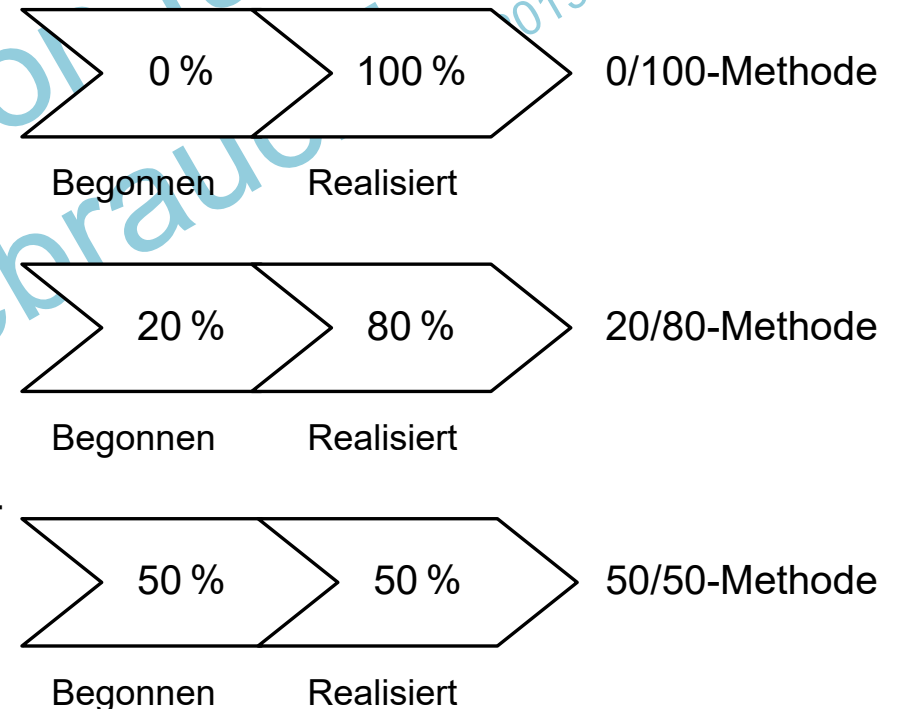 0 % 100 % 0/100-Methode
Begonnen Realisiert
20 % 80 % 20/80-Methode
Begonnen Realisiert
50 % 50 % 50/50-Methode
Begonnen Realisiert